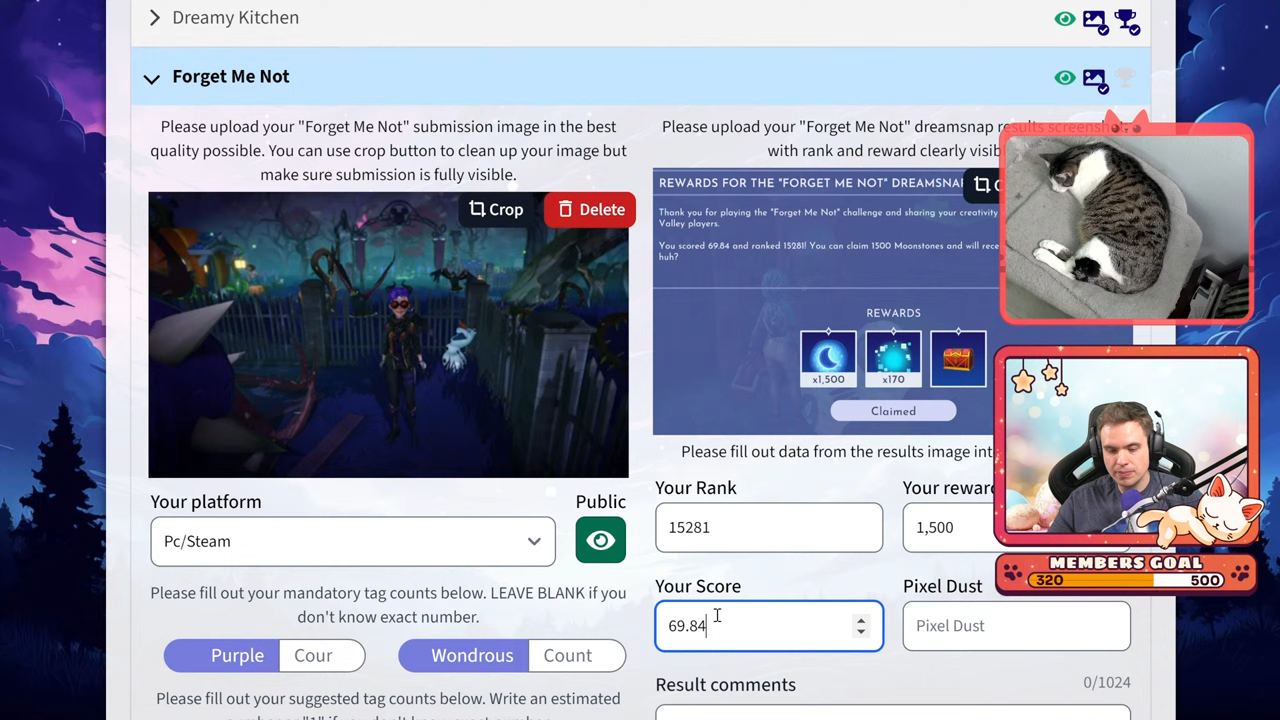 Dreamy Kitchen
Forget Me Not
Please upload your "Forget Me Not" submission image in the best
quality possible. You can use crop button to clean up your image but
make sure submission is fully visible.
Crop
Delete
Your platform
Public
Pc/Steam
Please fill out your mandatory tag counts below. LEAVE BLANK if you
don't know exact number.
Purple
Cour
Wondrous
Count
Please fill out your suggested tag counts below. Write an estimated
Please upload your "Forget Me Not" dreamsnap results screenshot
with rank and reward clearly visib
REWARDS FOR THE "FORGET ME NOT" DREAMSNA
Thank you for playing the "Forget Me Not" challenge and sharing your creativity
Valley players.
You scored 69.84 and ranked 15281! You can claim 1500 Moonstones and will rece
huh?
REWARDS
x1,500
x170
Claimed
Please fill out data from the results image int
Your Rank
Your rewar
15281
1,500
Your Score
Pixel Dust
69.84
Pixel Dust
Result comments
0/1024
MEMBERS GOAL
320
500